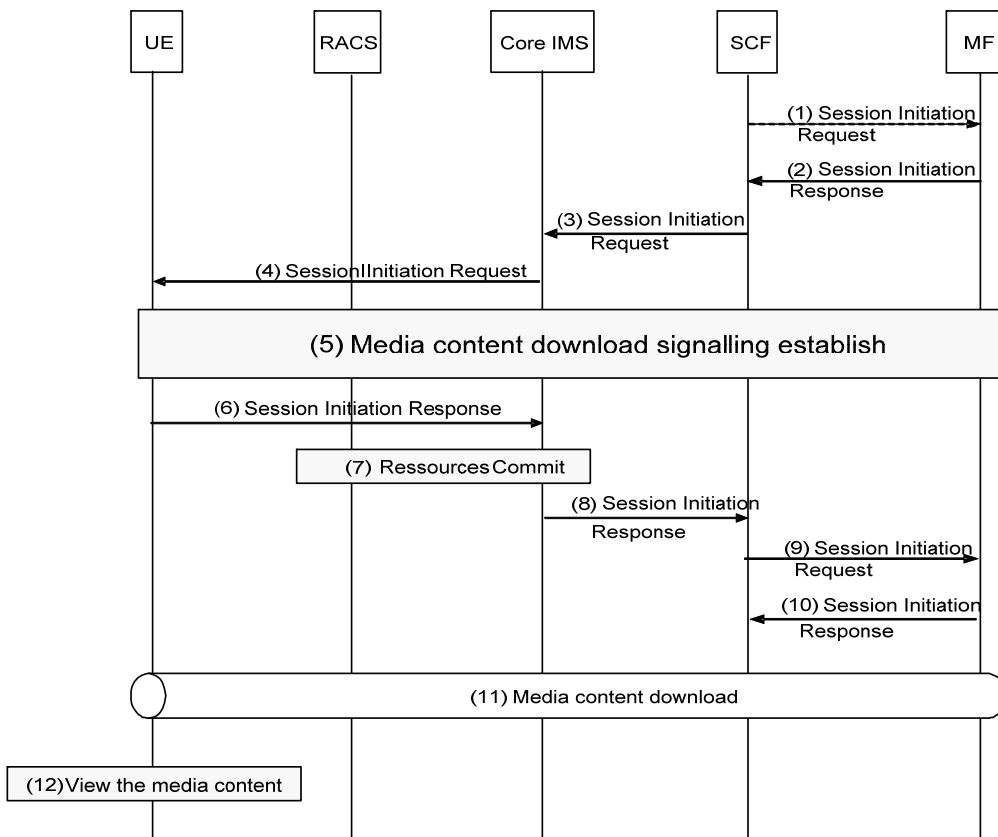 UE
RACS
Core IMS
SCF
MF
(1) Session Initiation
Request
(2) Session Initiation
Response
(3) Session Initiation
Request
(4) SessionIInitiation Request
(5) Media content download signalling establish
(6) Session Initiation Response
(7) Ressources Commit
(8) Session Initiation
Response
(9) Session Initiation
Request
(10) Session Initiation
Response
(11) Media content download
(12)View the media content